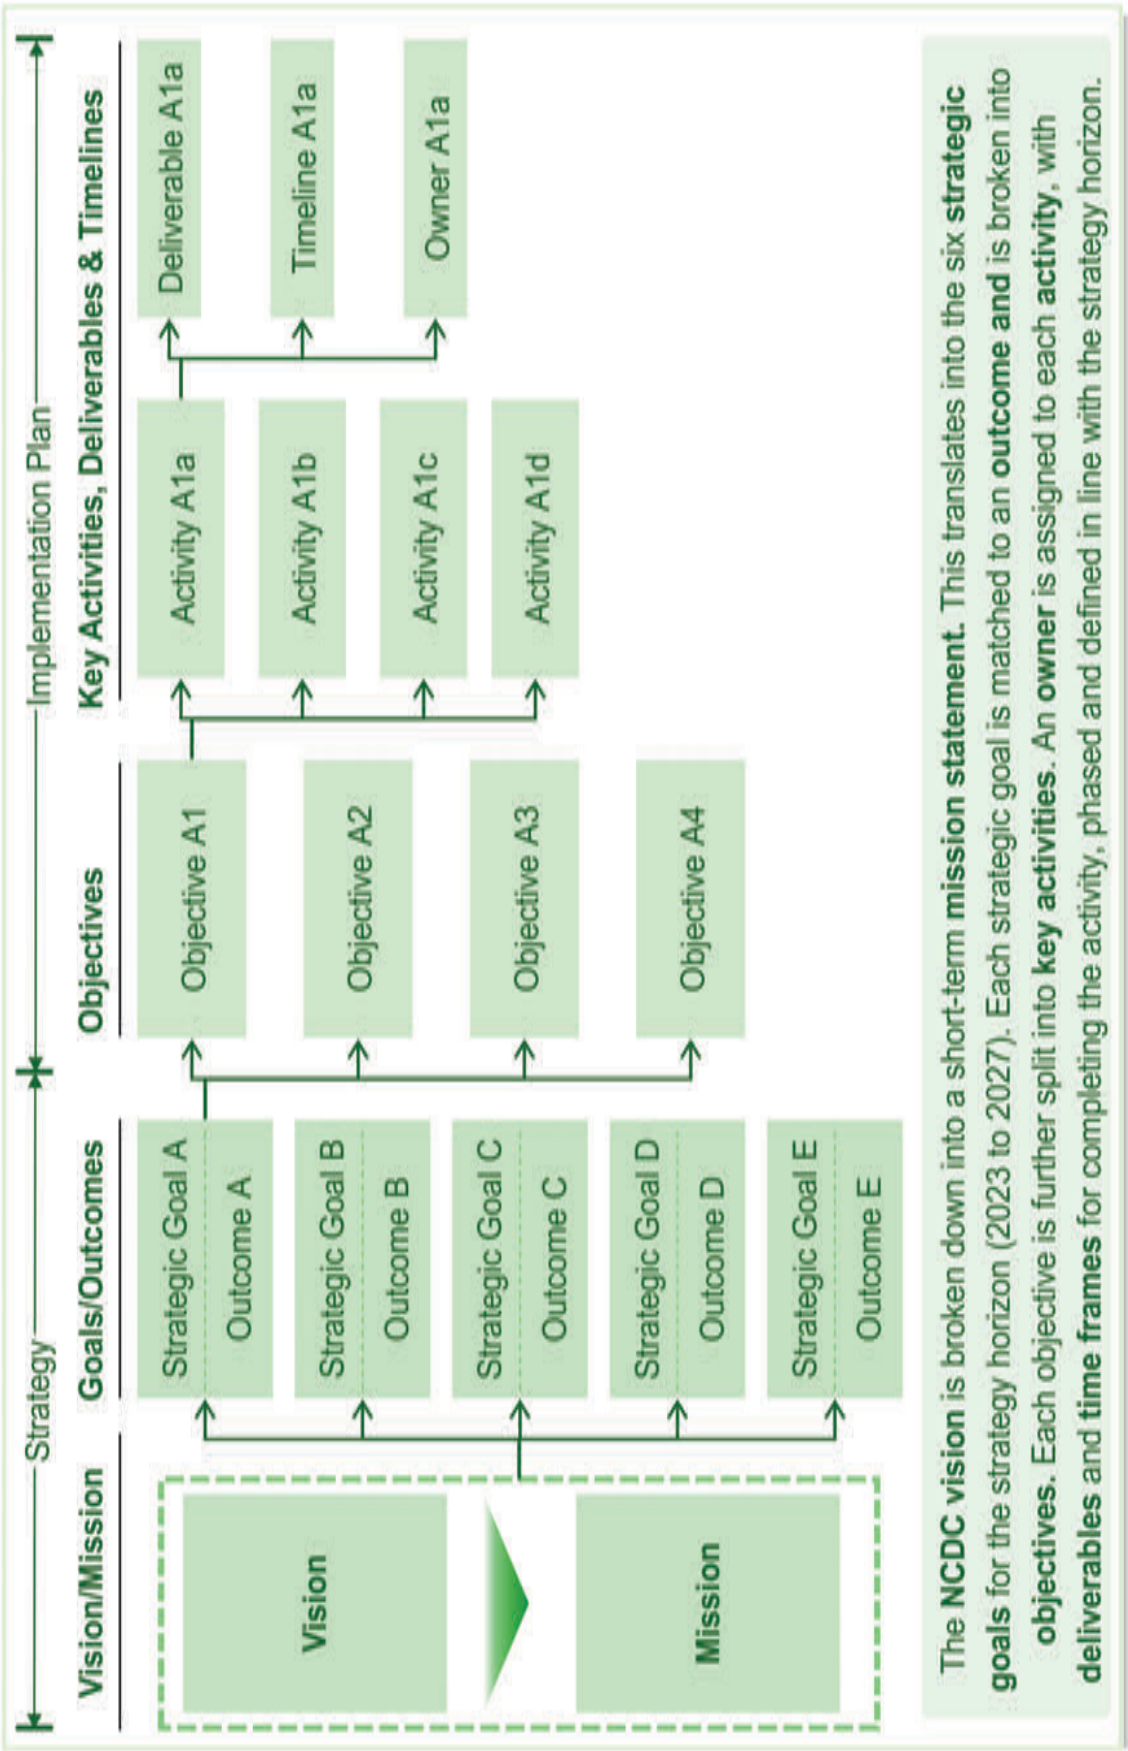 Strategy
Implementation Plan
Vision/Mission
Goals/Outcomes
Objectives
Key Activities, Deliverables & Timelines
Vision
Mission
Strategic Goal A
Outcome A
Strategic Goal B
Outcome B
Strategic Goal C
Outcome C
Strategic Goal D
Outcome D
Strategic Goal E
Outcome E
Objective A1
Objective A2
Objective A3
Objective A4
Activity A1a
Activity A1b
Activity A1c
Activity A1d
Deliverable A1a
Timeline A1a
Owner A1a
The NCDC vision is broken down into a short-term mission statement. This translates into the six strategic
goals for the strategy horizon (2023 to 2027). Each strategic goal is matched to an outcome and is broken into
objectives. Each objective is further split into key activities. An owner is assigned to each activity, with
deliverables and time frames for completing the activity, phased and defined in line with the strategy horizon.